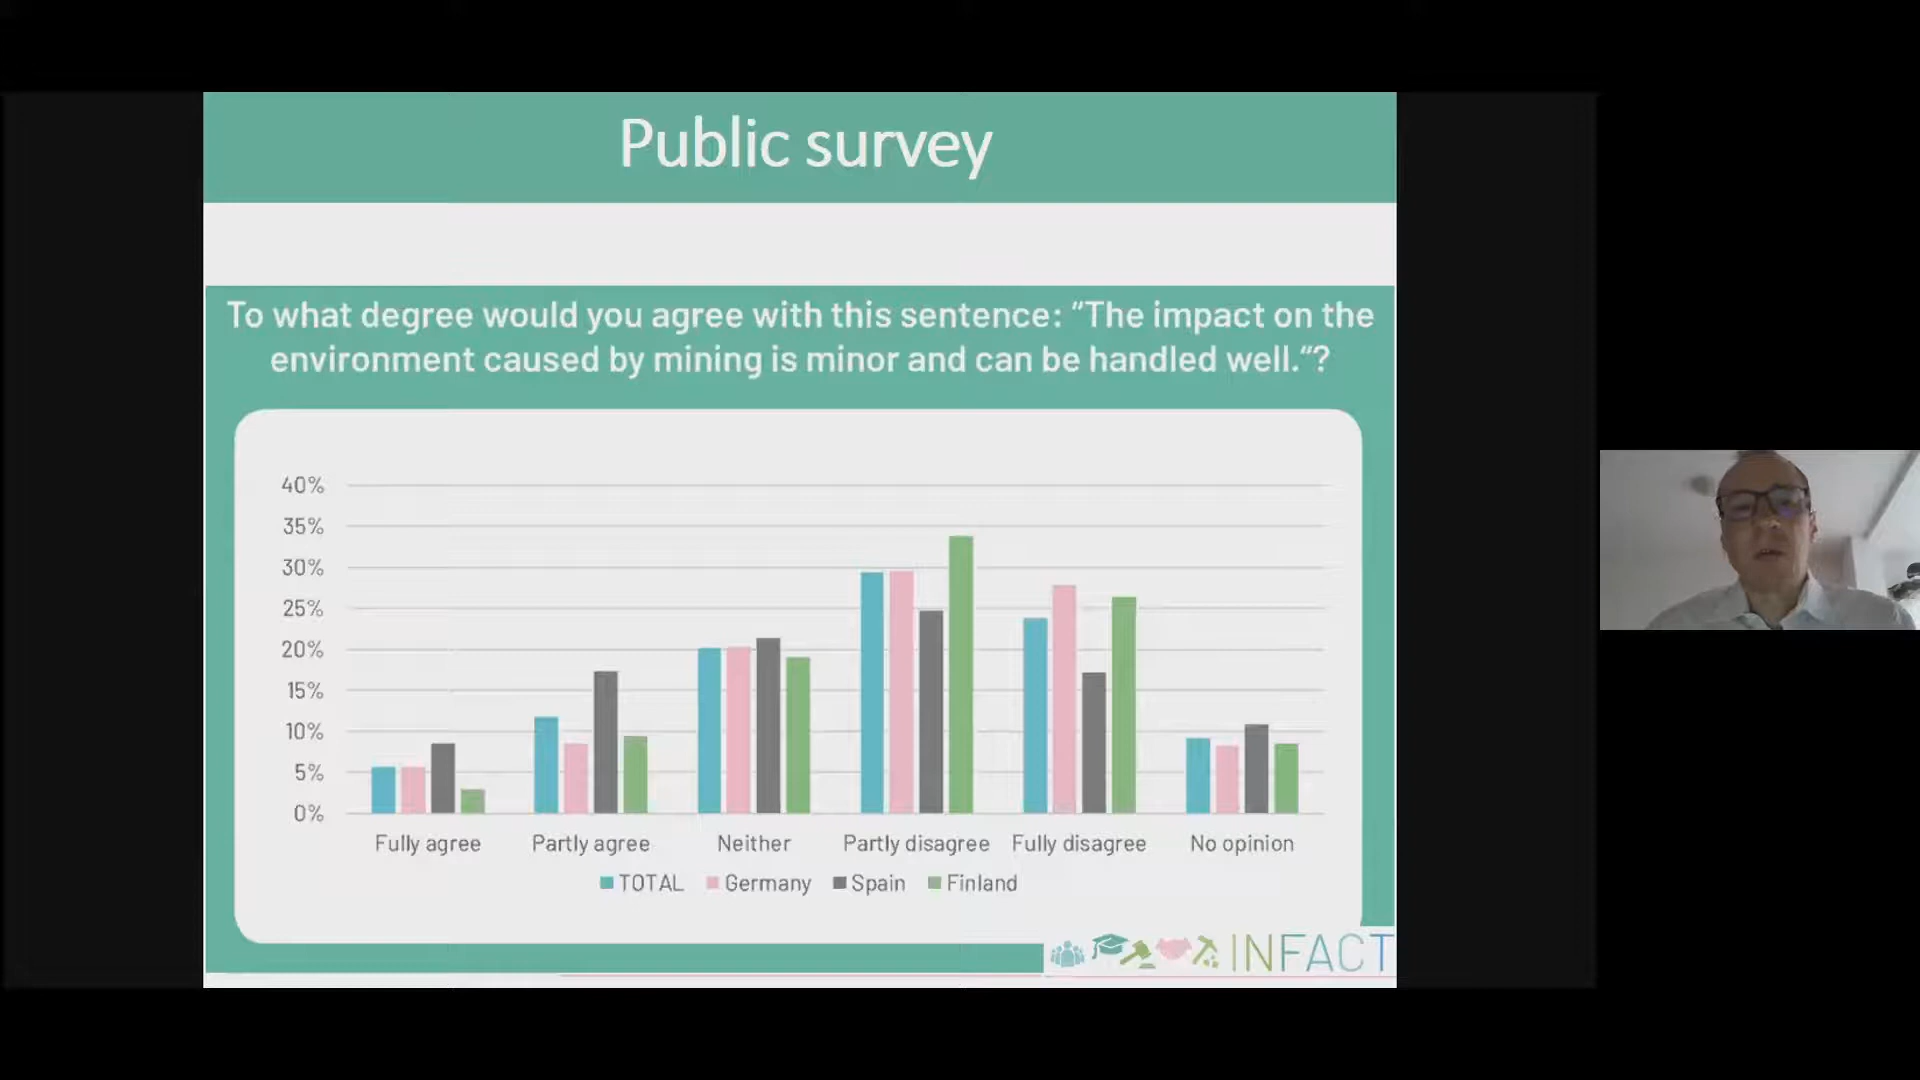 Public survey
To what degree would you agree with this sentence: “The impact on the
environment caused by mining is minor and can be handled well.“?
40%
35%
30%
25%
20%
15%
10%
5%
0%
Fully agree
Partly agree
Neither
Partly disagree
Fully disagree
No opinion
TOTAL
Germany
Spain
Finland
INFACT